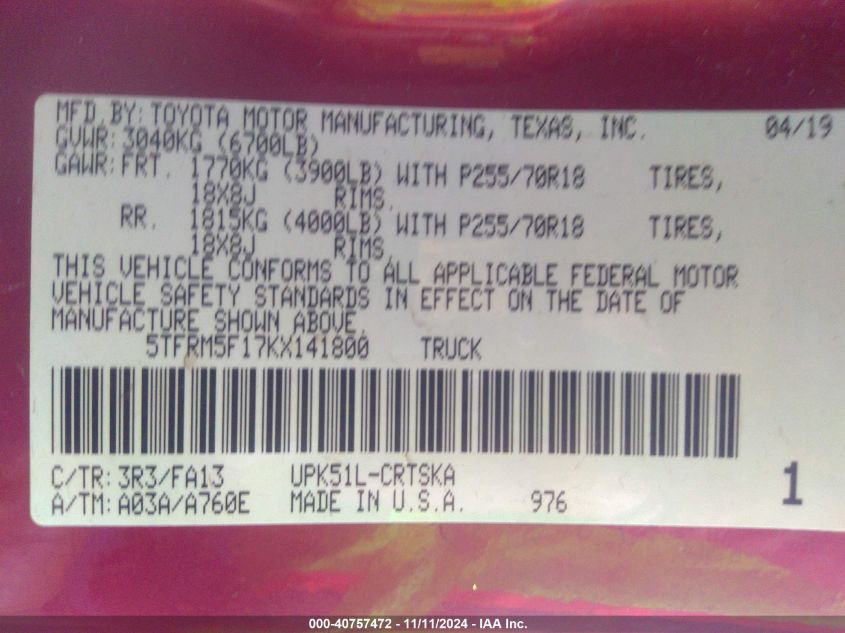 MFD.BY: TOYOTA MOTOR MANUFACTURING, TEXAS, INC. 04/19
GVWR: 3040KG (6700LB)
GAWR: FRT. 1770KG (3900LB) WITH P255/70R18 TIRES,
18X8J RIMS,
RR. 1815KG (4000LB) WITH P255/70R18 TIRES,
18X8J RIMS,
THIS VEHICLE CONFORMS TO ALL APPLICABLE FEDERAL MOTOR
VEHICLE SAFETY STANDARDS IN EFFECT ON THE DATE OF
MANUFACTURE SHOWN ABOVE.
5TFRM5F17KX141800 TRUCK
C/TR: 3R3/FA13 UPK51L-CRTSKA
A/TM: A03A/A760E MADE IN U.S.A. 976 1
000-40757472 - 11/11/2024 - IAA Inc.